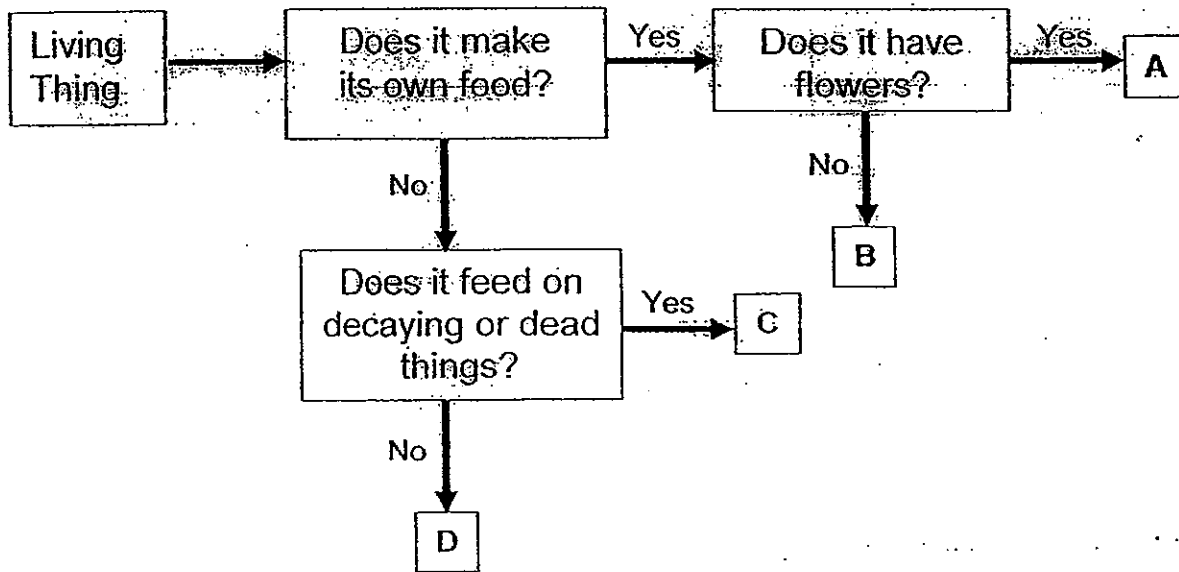 Living
Thing
Does it make
its own food?
Yes
Does it have
flowers?
Yes
A
No
No
B
Does it feed on
decaying or dead
things?
Yes
C
No
D